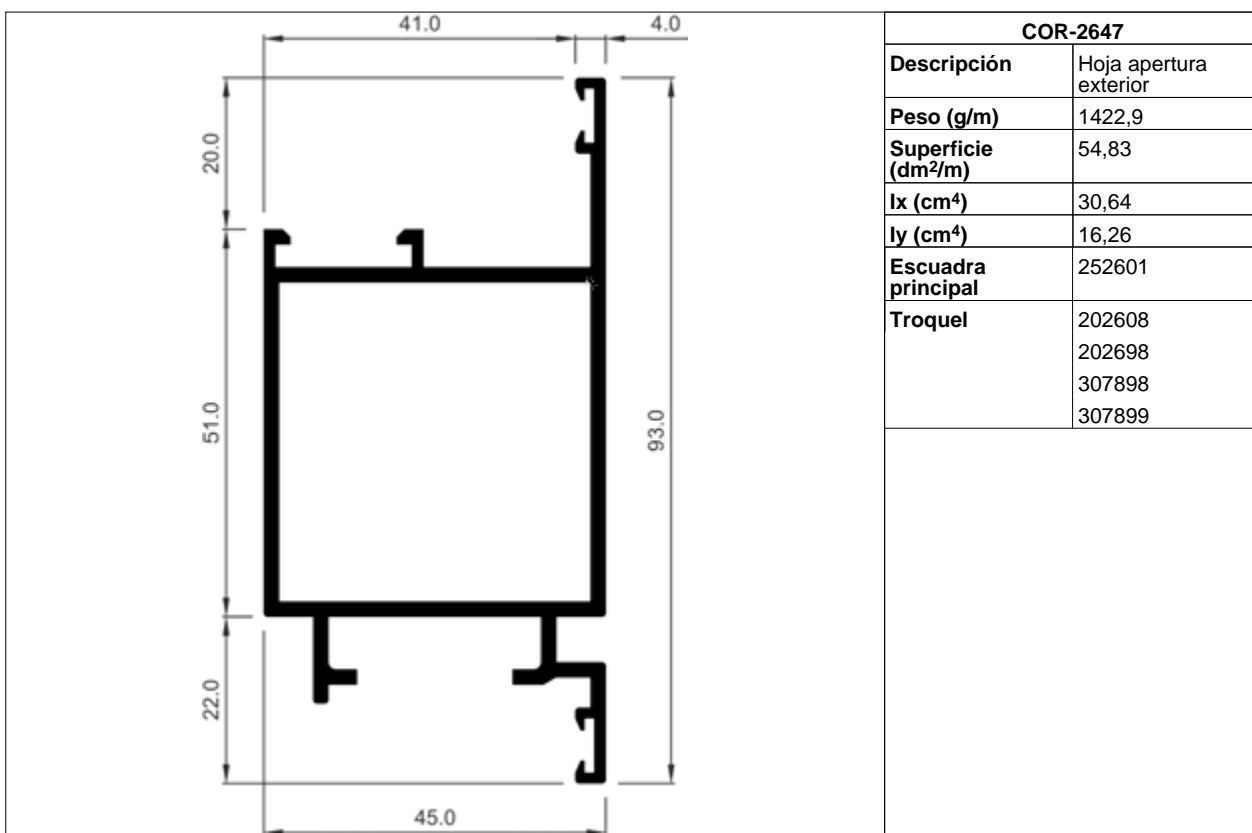 41.0
4.0
20.0
51.0
93.0
22.0
45.0
COR-2647
Descripción Hoja apertura
exterior
Peso (g/m) 1422,9
Superficie 54,83
(dm²/m)
Ix (cm⁴) 30,64
Iy (cm⁴) 16,26
Escuadra 252601
principal
Troquel 202608
202698
307898
307899